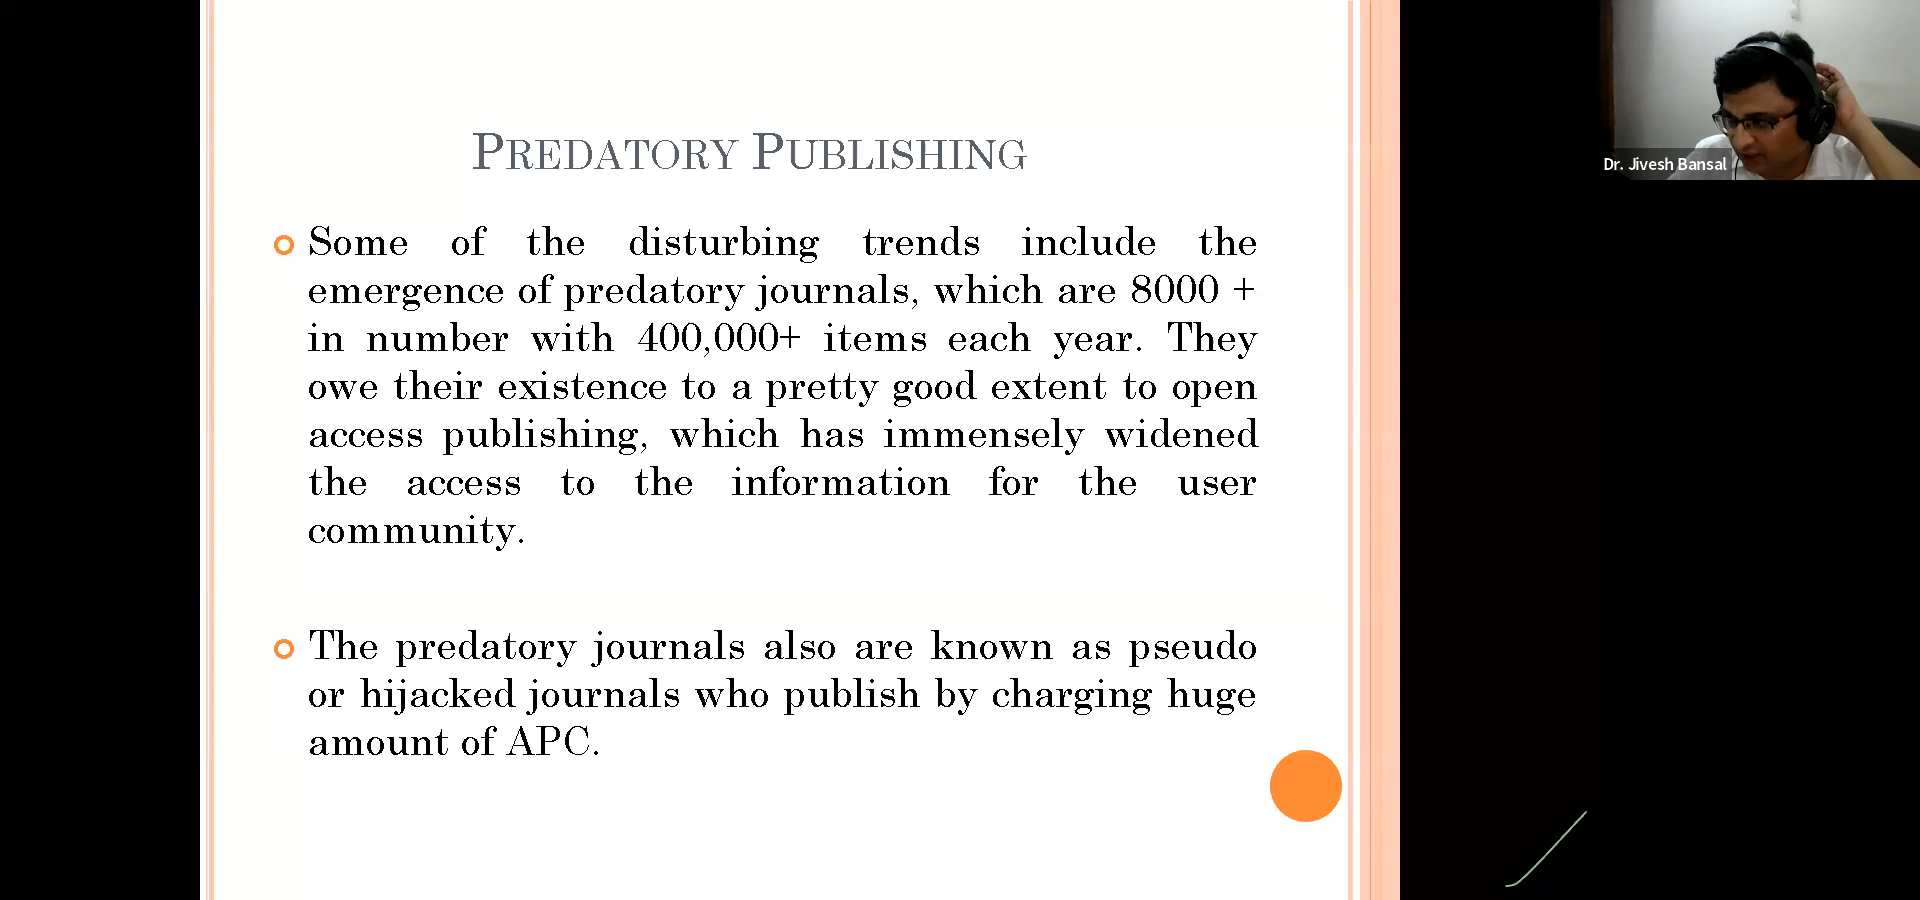 PREDATORY PUBLISHING
Some of the disturbing trends include the
emergence of predatory journals, which are 8000 +
in number with 400,000+ items each year. They
owe their existence to a pretty good extent to open
access publishing, which has immensely widened
the access to the information for the user
community.
The predatory journals also are known as pseudo
or hijacked journals who publish by charging huge
amount of APC.
Dr. Jivesh Bansal